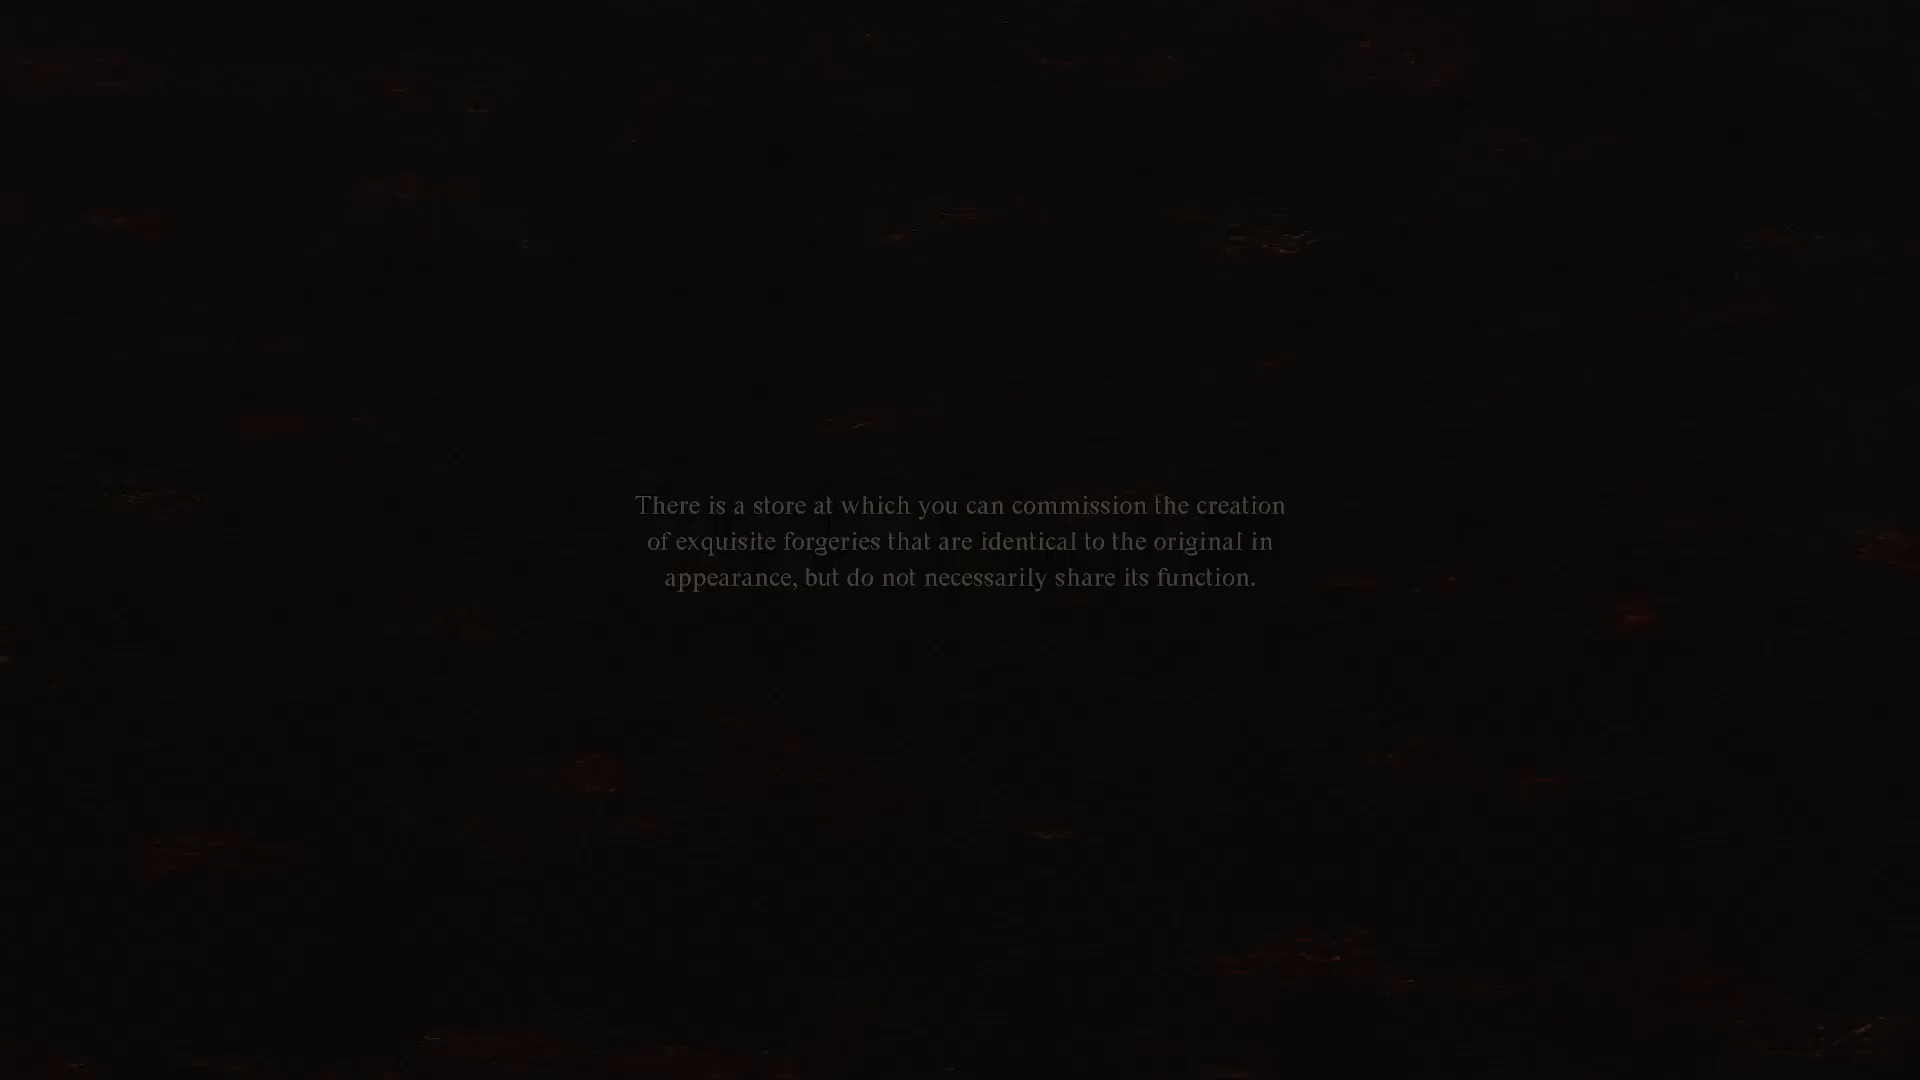 There is a store at which you can commission the creation
of exquisite forgeries that are identical to the original in
appearance, but do not necessarily share its function.